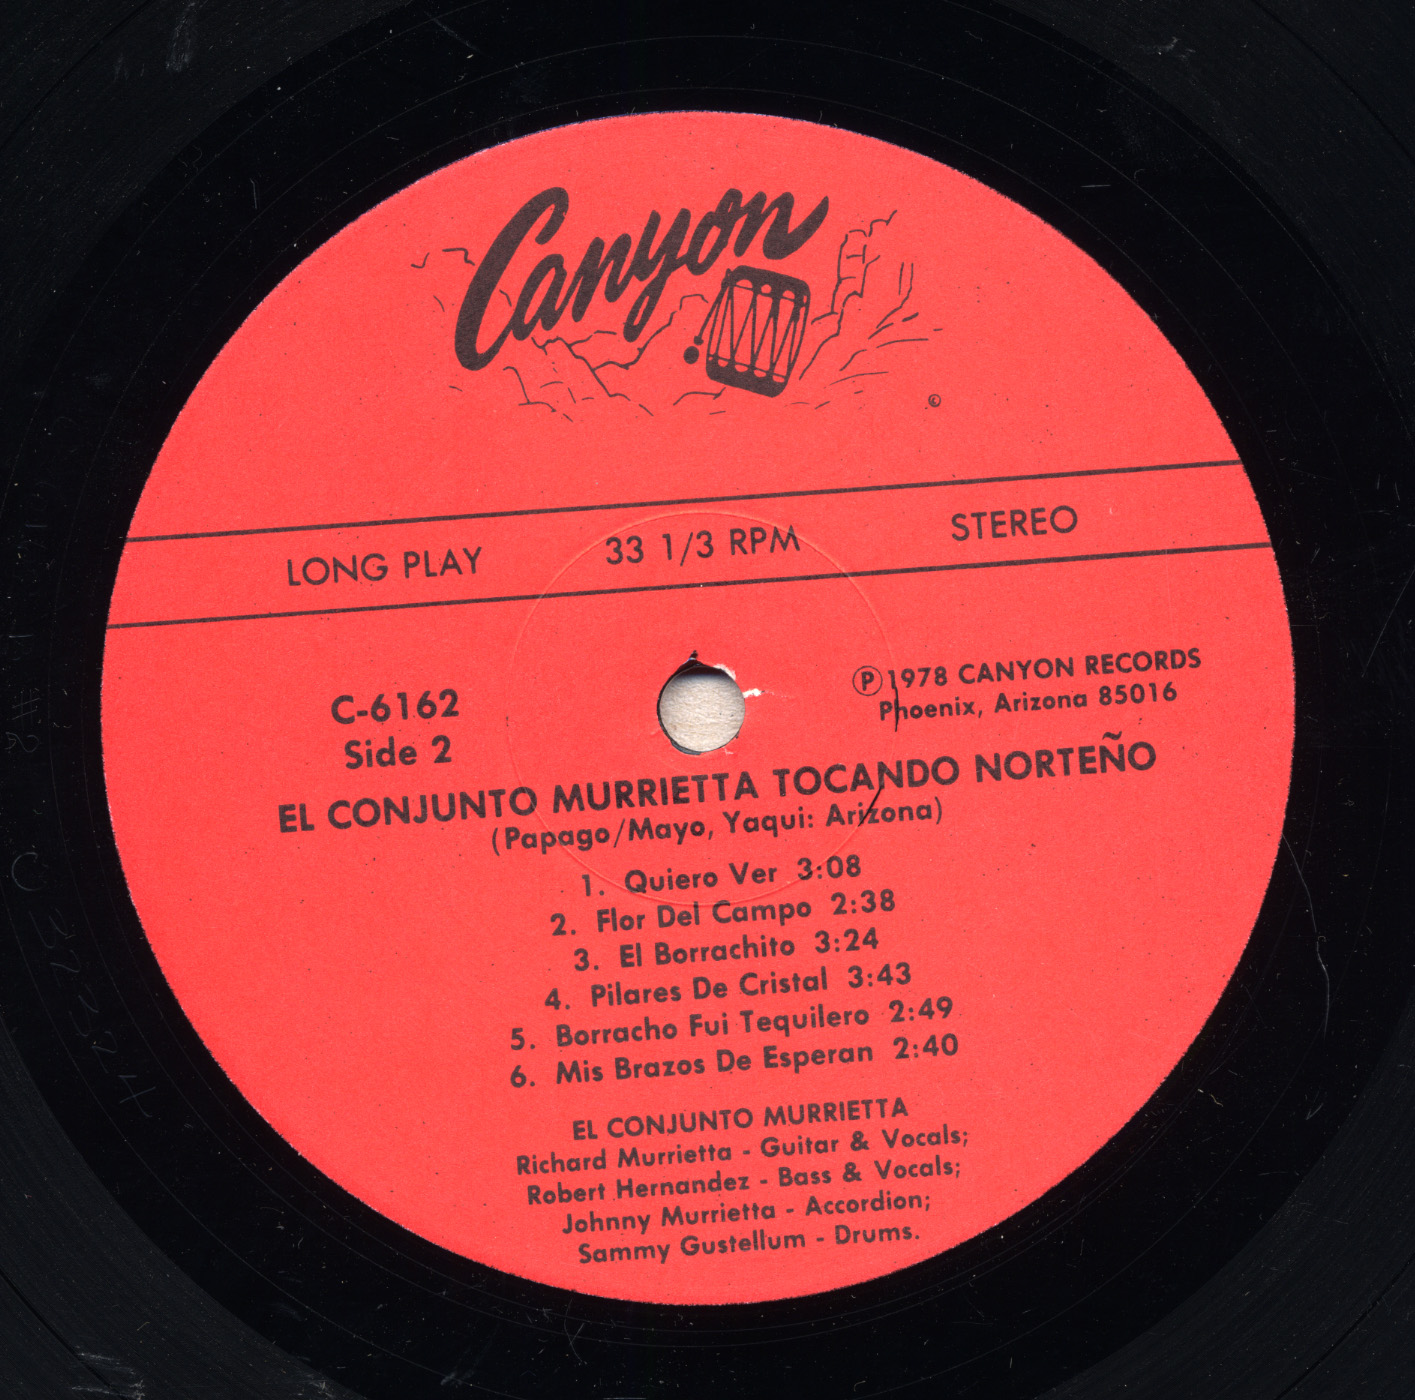 Canyon
©
LONG PLAY 33 1/3 RPM STEREO
C-6162
Side 2
Ⓟ 1978 CANYON RECORDS
Phoenix, Arizona 85016
EL CONJUNTO MURRIETTA TOCANDO NORTEÑO
(Papago/Mayo, Yaqui: Arizona)
1. Quiero Ver 3:08
2. Flor Del Campo 2:38
3. El Borrachito 3:24
4. Pilares De Cristal 3:43
5. Borracho Fui Tequilero 2:49
6. Mis Brazos De Esperan 2:40
EL CONJUNTO MURRIETTA
Richard Murrietta - Guitar & Vocals;
Robert Hernandez - Bass & Vocals;
Johnny Murrietta - Accordion;
Sammy Gustellum - Drums.